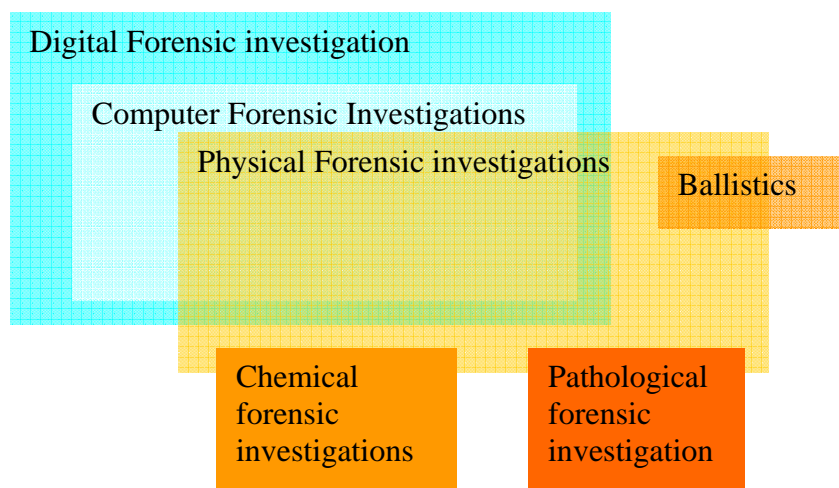 Digital Forensic investigation
Computer Forensic Investigations
Physical Forensic investigations
Ballistics
Chemical
forensic
investigations
Pathological
forensic
investigation